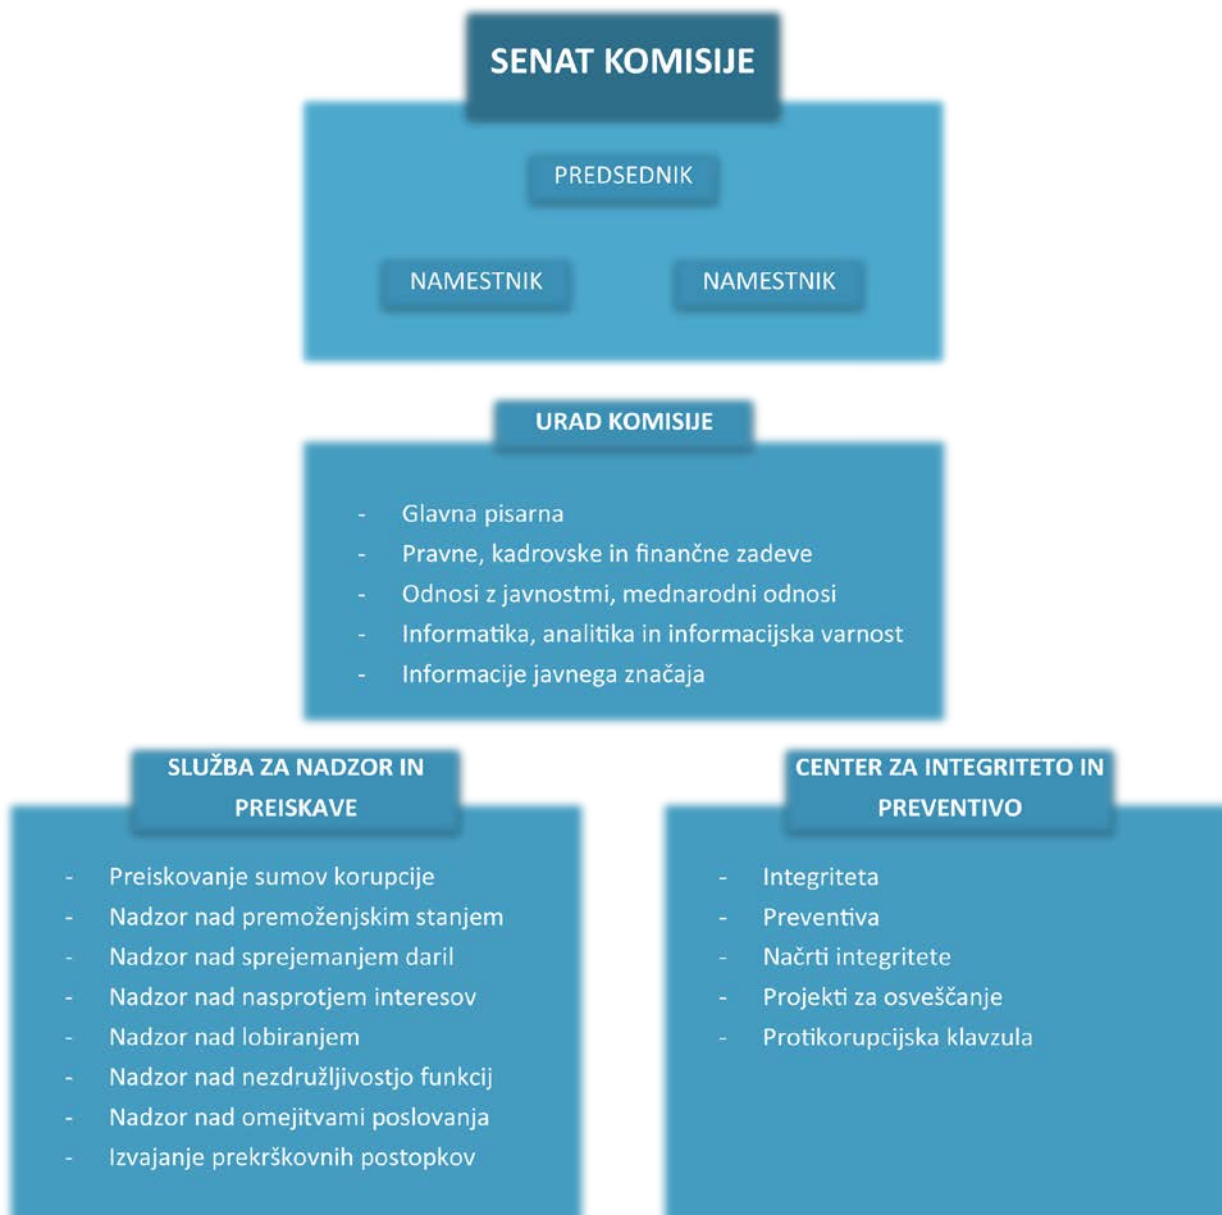 SENAT KOMISIJE
PREDSEDNIK
NAMESTNIK
NAMESTNIK
URAD KOMISIJE
- Glavna pisarna
- Pravne, kadrovske in finančne zadeve
- Odnosi z javnostmi, mednarodni odnosi
- Informatika, analitika in informacijska varnost
- Informacije javnega značaja
SLUŽBA ZA NADZOR IN
PREISKAVE
- Preiskovanje sumov korupcije
- Nadzor nad premoženjskim stanjem
- Nadzor nad sprejemanjem daril
- Nadzor nad nasprotjem interesov
- Nadzor nad lobiranjem
- Nadzor nad nezdružljivostjo funkcij
- Nadzor nad omejitvami poslovanja
- Izvajanje prekrškovnih postopkov
CENTER ZA INTEGRITETO IN
PREVENTIVO
- Integriteta
- Preventiva
- Načrti integritete
- Projekti za osveščanje
- Protikorupcijska klavzula